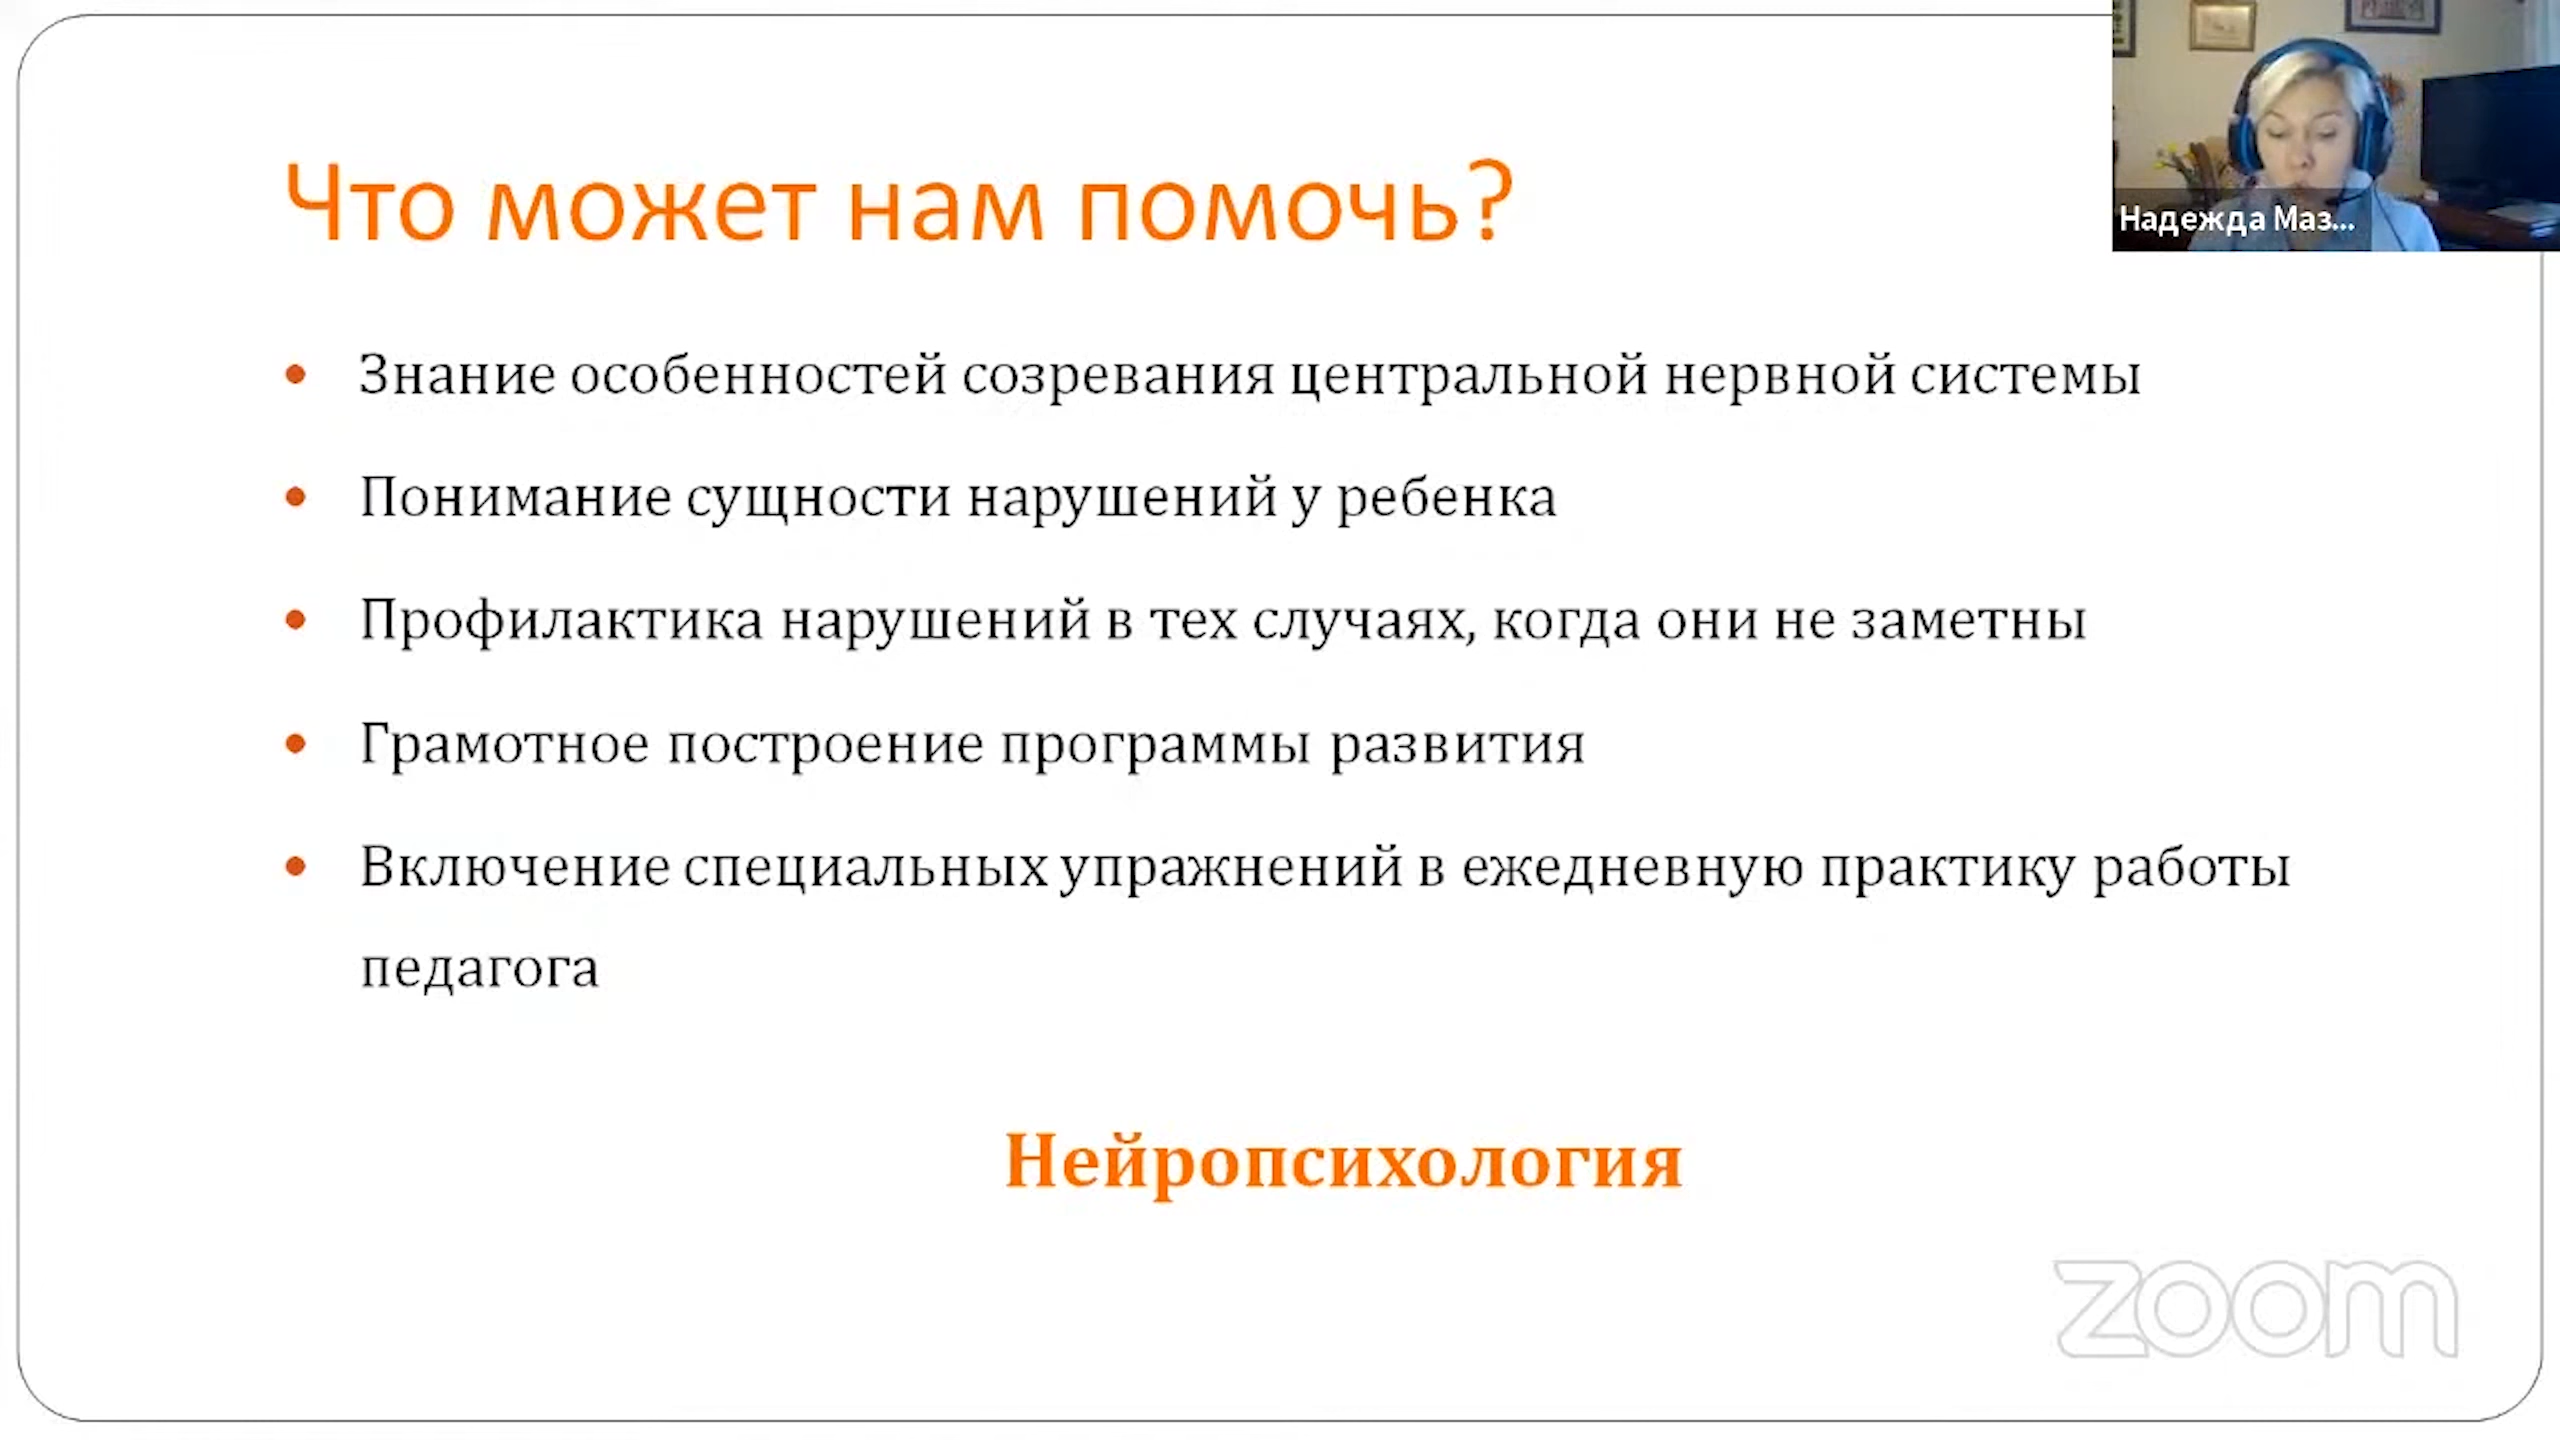 Что может нам помочь?
Надежда Маз...
• Знание особенностей созревания центральной нервной системы
• Понимание сущности нарушений у ребенка
• Профилактика нарушений в тех случаях, когда они не заметны
• Грамотное построение программы развития
• Включение специальных упражнений в ежедневную практику работы
педагога
Нейропсихология
zoom